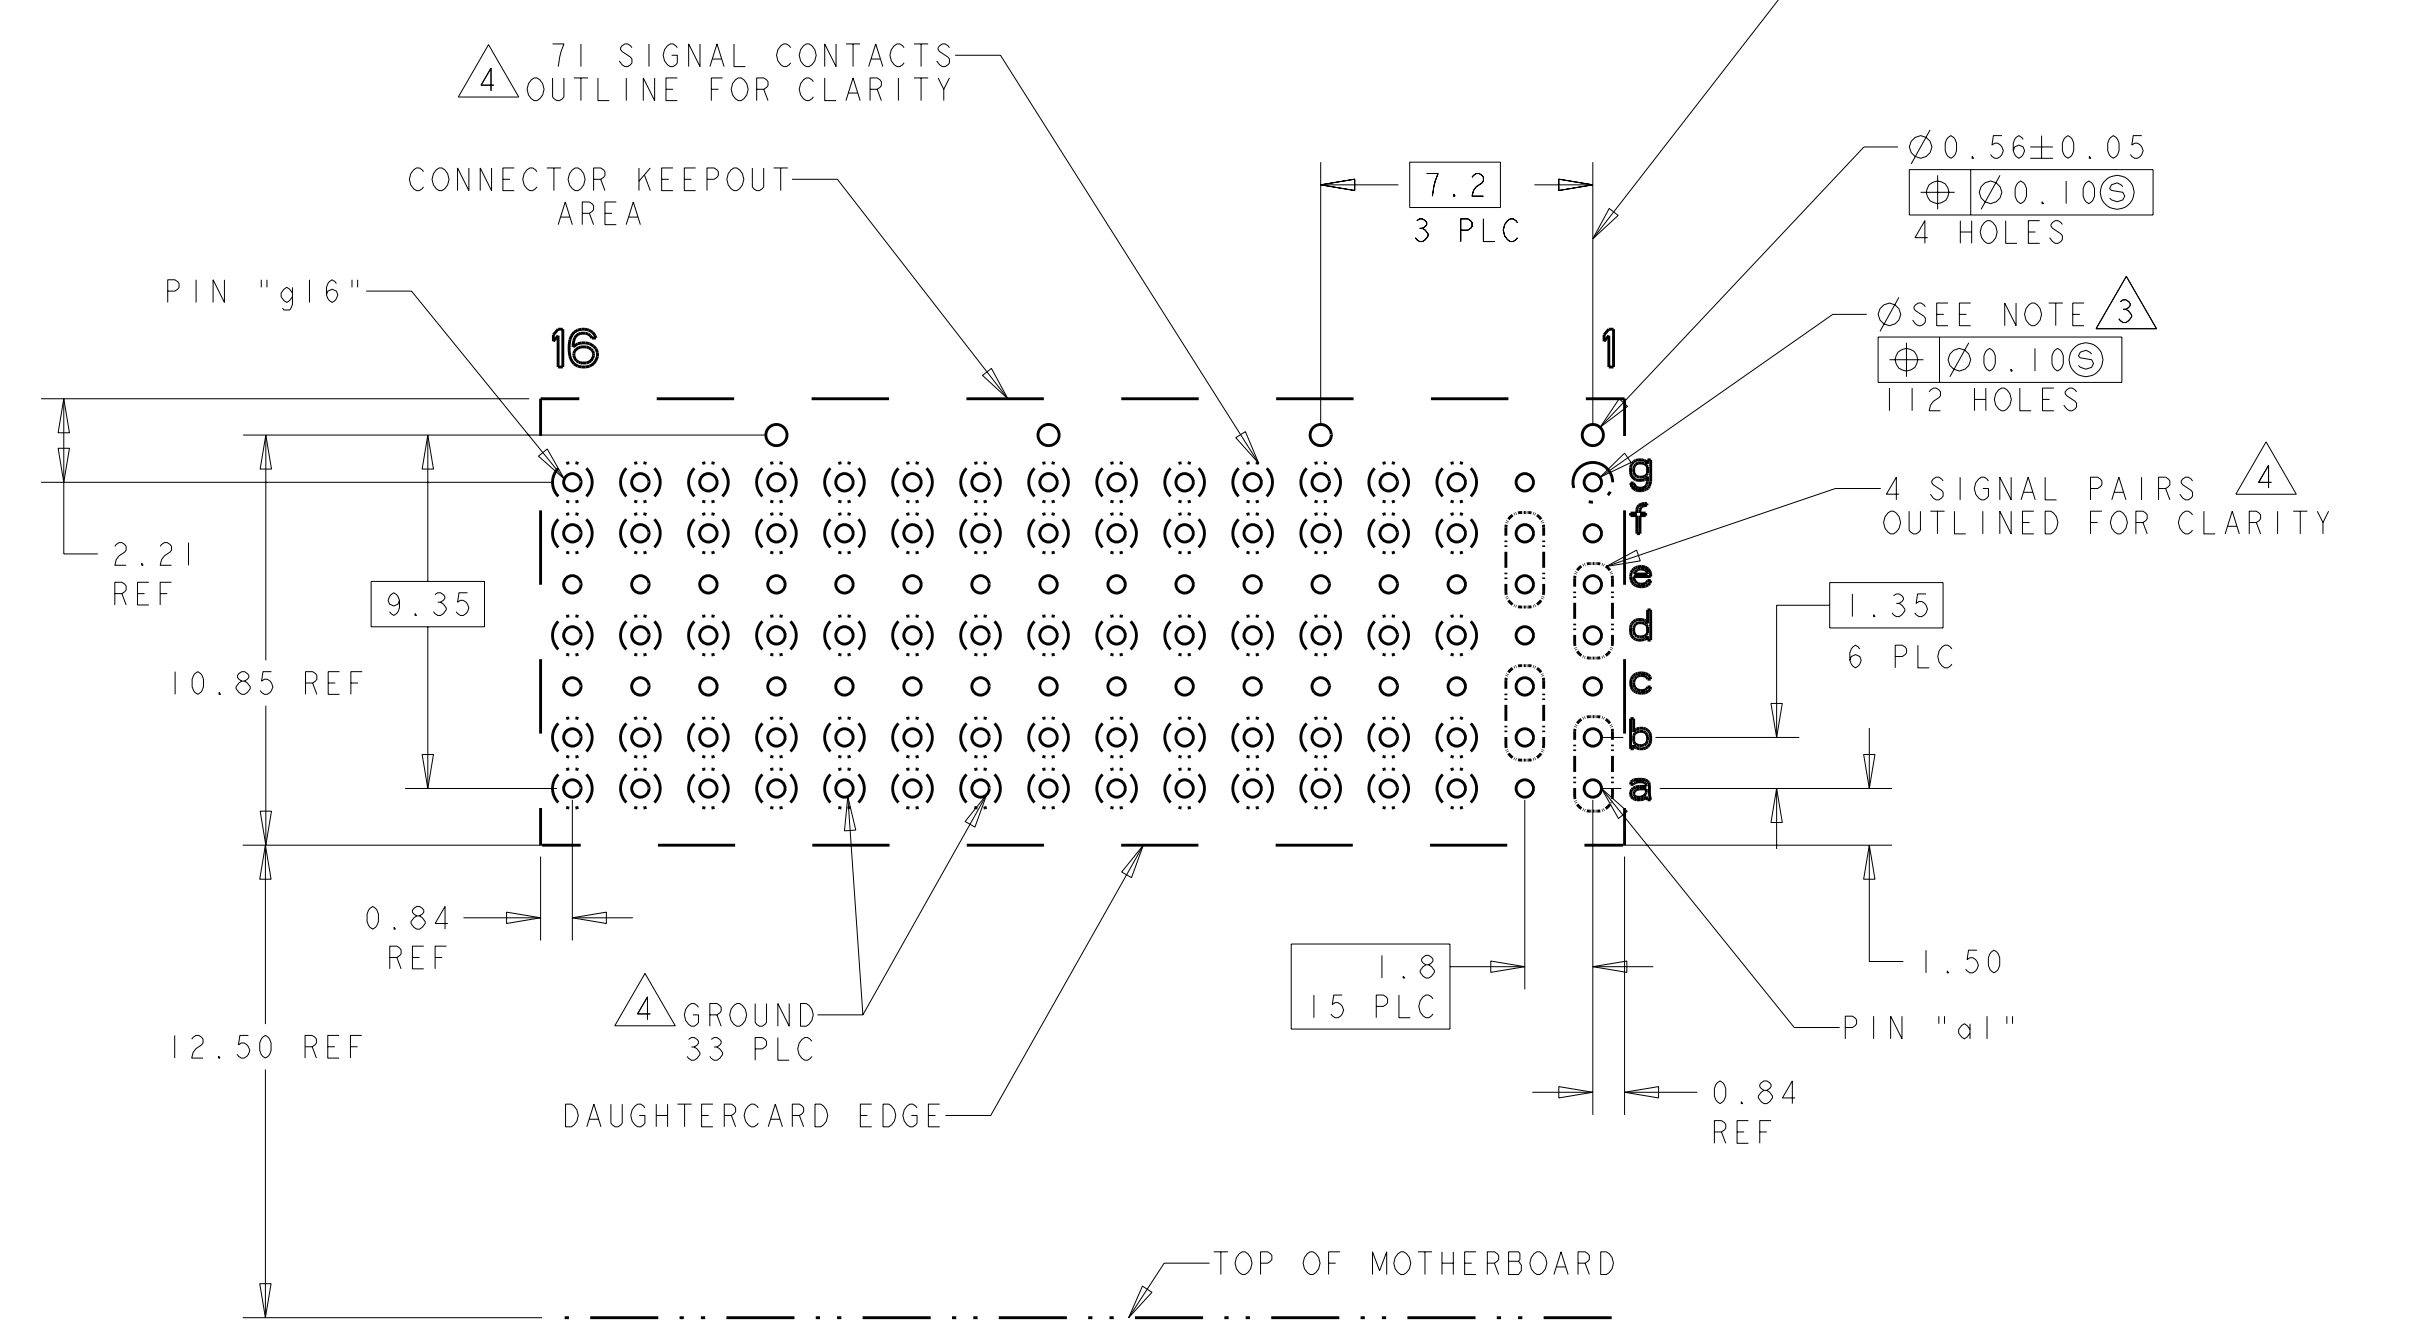 71 SIGNAL CONTACTS
4 OUTLINE FOR CLARITY
CONNECTOR KEEPOUT
AREA
PIN "g16"
16
1
7.2
3 PLC
Ø0.56±0.05
⌖ Ø0.10Ⓢ
4 HOLES
ØSEE NOTE 3
⌖ Ø0.10Ⓢ
112 HOLES
4 SIGNAL PAIRS 4
OUTLINED FOR CLARITY
g
f
e
d
c
b
a
2.21
REF
9.35
10.85 REF
1.35
6 PLC
0.84
REF
4 GROUND
33 PLC
1.8
15 PLC
1.50
PIN "a1"
12.50 REF
DAUGHTERCARD EDGE
0.84
REF
TOP OF MOTHERBOARD